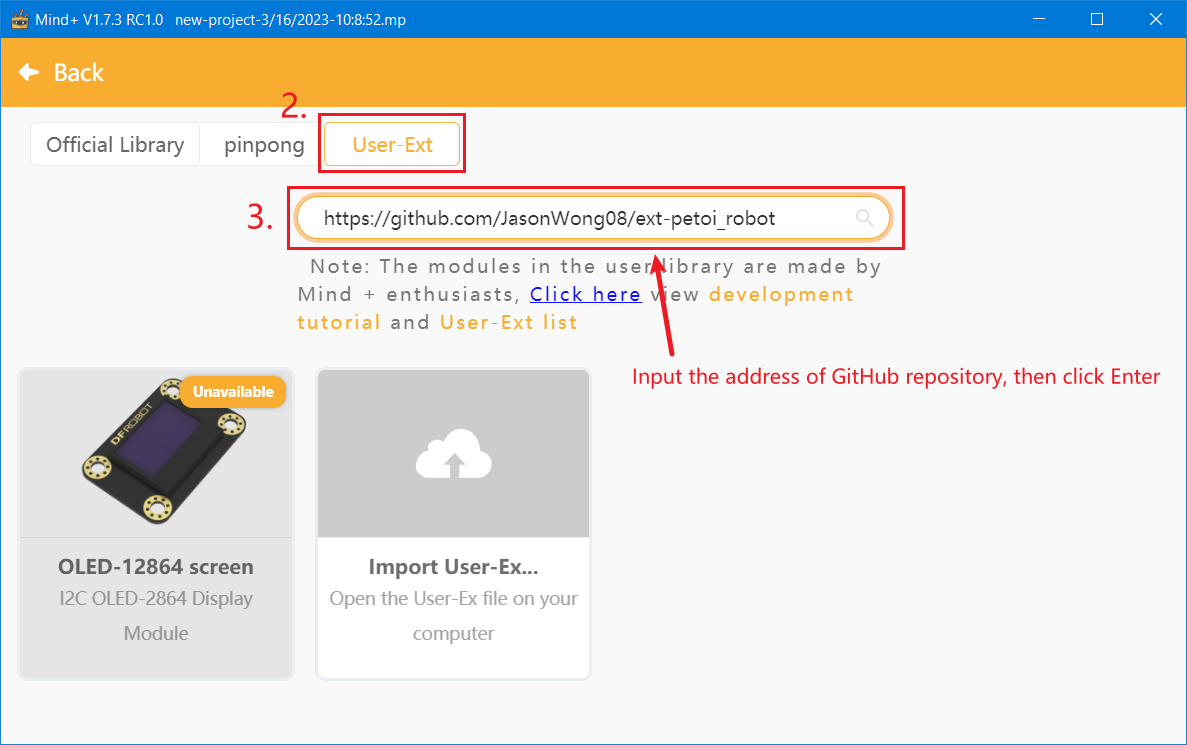 Mind+ V1.7.3 RC1.0 new-project-3/16/2023-10:8:52.mp
Back
2.
Official Library
pinpong
User-Ext
3.
https://github.com/JasonWong08/ext-petoi_robot
Note: The modules in the user library are made by
Mind + enthusiasts, Click here view development
tutorial and User-Ext list
Input the address of GitHub repository, then click Enter
Unavailable
DFROBOT
OLED-12864 screen
I2C OLED-2864 Display
Module
Import User-Ex...
Open the User-Ex file on your
computer